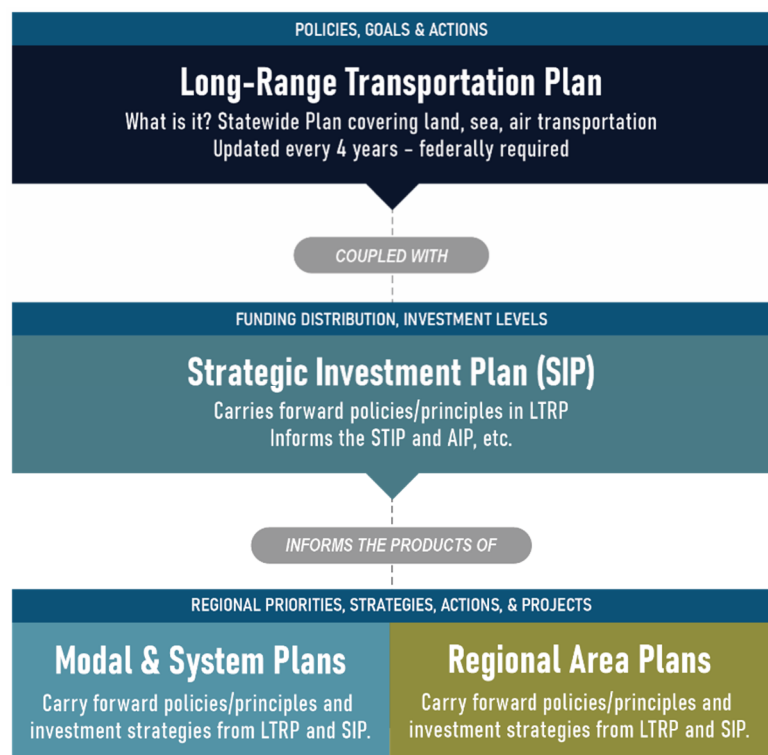 POLICIES, GOALS & ACTIONS
Long-Range Transportation Plan
What is it? Statewide Plan covering land, sea, air transportation
Updated every 4 years – federally required
COUPLED WITH
FUNDING DISTRIBUTION, INVESTMENT LEVELS
Strategic Investment Plan (SIP)
Carries forward policies/principles in LTRP
Informs the STIP and AIP, etc.
INFORMS THE PRODUCTS OF
REGIONAL PRIORITIES, STRATEGIES, ACTIONS, & PROJECTS
Modal & System Plans
Carry forward policies/principles and
investment strategies from LTRP and SIP.
Regional Area Plans
Carry forward policies/principles and
investment strategies from LTRP and SIP.